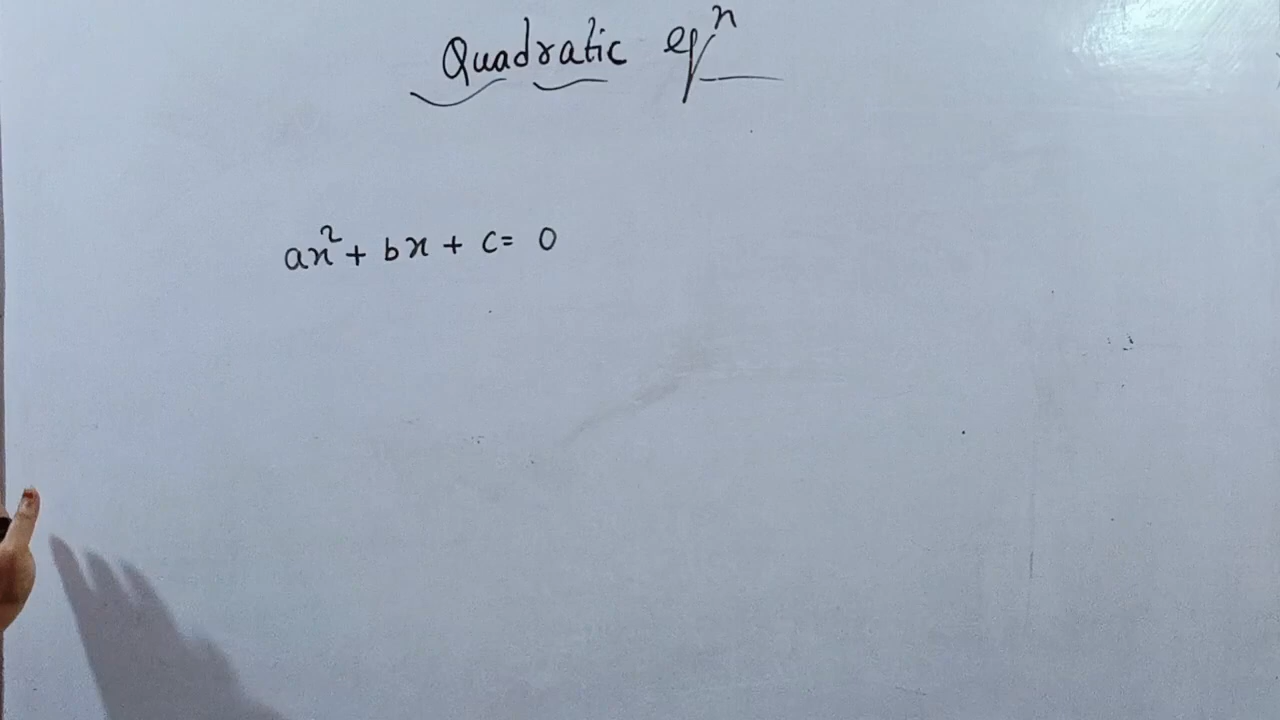 Quadratic eqⁿ
ax² + bx + c = 0